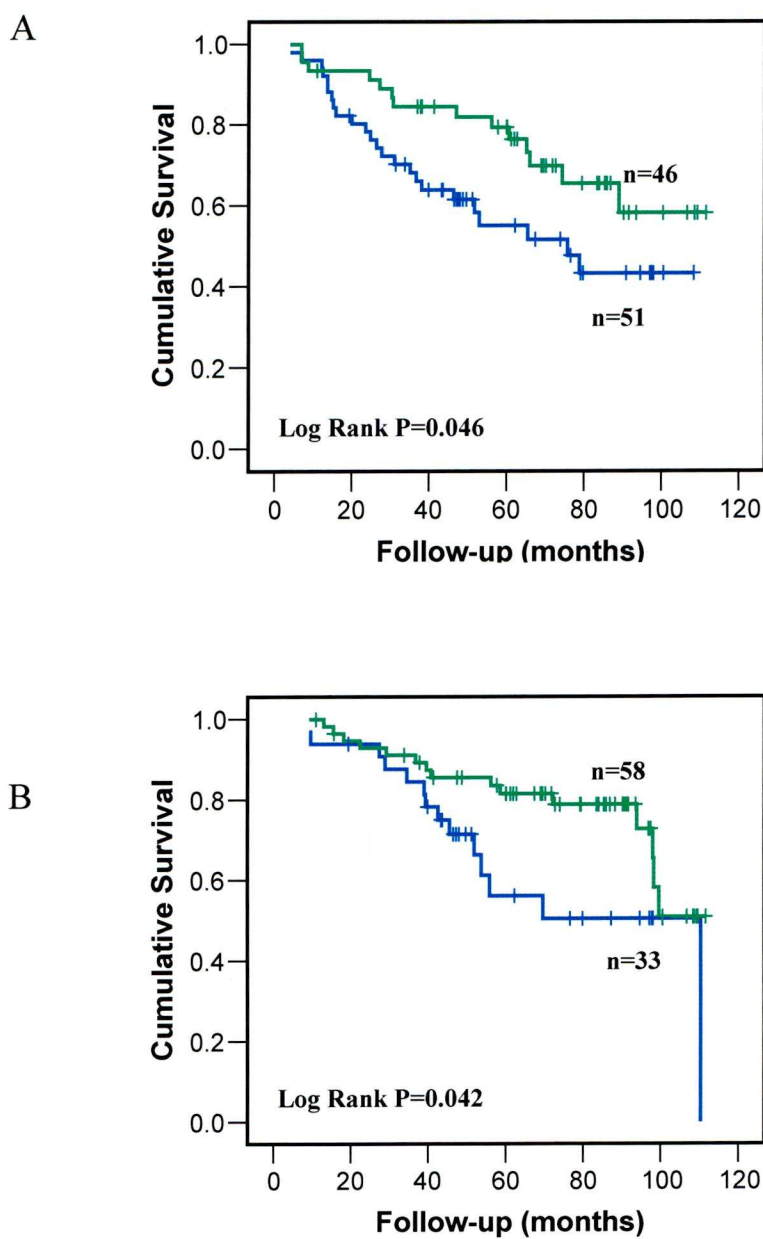 A
Cumulative Survival
1.0
0.8
0.6
0.4
0.2
0.0
n=46
n=51
Log Rank P=0.046
0 20 40 60 80 100 120
Follow-up (months)
B
Cumulative Survival
1.0
0.8
0.6
0.4
0.2
0.0
n=58
n=33
Log Rank P=0.042
0 20 40 60 80 100 120
Follow-up (months)